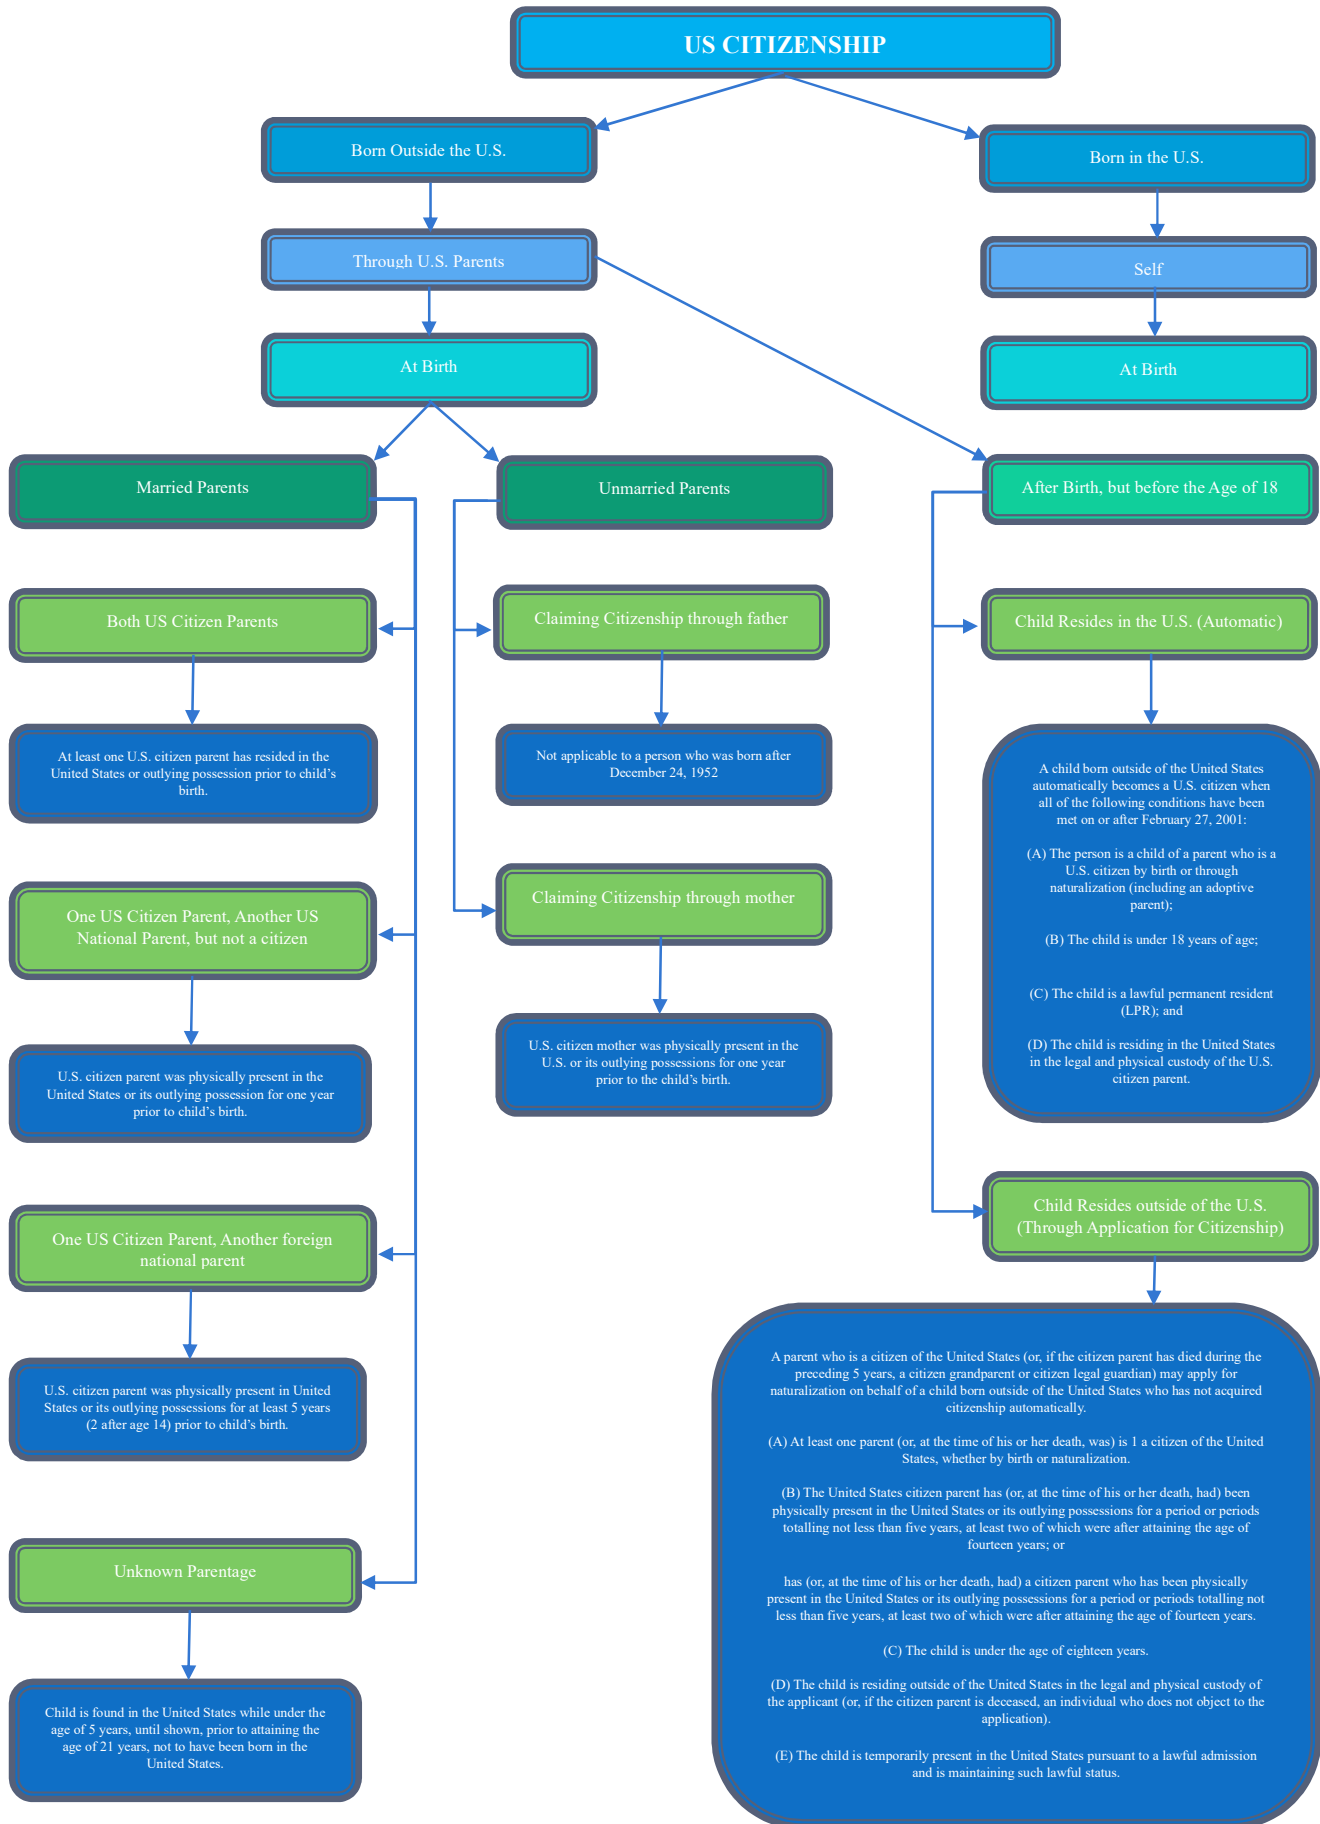 US CITIZENSHIP
Born Outside the U.S.
Born in the U.S.
Through U.S. Parents
Self
At Birth
At Birth
Married Parents
Unmarried Parents
After Birth, but before the Age of 18
Both US Citizen Parents
Claiming Citizenship through father
Child Resides in the U.S. (Automatic)
At least one U.S. citizen parent has resided in the
United States or outlying possession prior to child's
birth.
Not applicable to a person who was born after
December 24, 1952
A child born outside of the United States
automatically becomes a U.S. citizen when
all of the following conditions have been
met on or after February 27, 2001:
(A) The person is a child of a parent who is a
U.S. citizen by birth or through
naturalization (including an adoptive
parent);
(B) The child is under 18 years of age;
(C) The child is a lawful permanent resident
(LPR); and
(D) The child is residing in the United States
in the legal and physical custody of the U.S.
citizen parent.
One US Citizen Parent, Another US
National Parent, but not a citizen
Claiming Citizenship through mother
U.S. citizen parent was physically present in the
United States or its outlying possession for one year
prior to child's birth.
U.S. citizen mother was physically present in the
U.S. or its outlying possessions for one year
prior to the child's birth.
One US Citizen Parent, Another foreign
national parent
Child Resides outside of the U.S.
(Through Application for Citizenship)
U.S. citizen parent was physically present in United
States or its outlying possessions for at least 5 years
(2 after age 14) prior to child's birth.
A parent who is a citizen of the United States (or, if the citizen parent has died during the
preceding 5 years, a citizen grandparent or citizen legal guardian) may apply for
naturalization on behalf of a child born outside of the United States who has not acquired
citizenship automatically.
(A) At least one parent (or, at the time of his or her death, was) is 1 a citizen of the United
States, whether by birth or naturalization.
(B) The United States citizen parent has (or, at the time of his or her death, had) been
physically present in the United States or its outlying possessions for a period or periods
totalling not less than five years, at least two of which were after attaining the age of
fourteen years; or
has (or, at the time of his or her death, had) a citizen parent who has been physically
present in the United States or its outlying possessions for a period or periods totalling not
less than five years, at least two of which were after attaining the age of fourteen years.
(C) The child is under the age of eighteen years.
(D) The child is residing outside of the United States in the legal and physical custody of
the applicant (or, if the citizen parent is deceased, an individual who does not object to the
application).
(E) The child is temporarily present in the United States pursuant to a lawful admission
and is maintaining such lawful status.
Unknown Parentage
Child is found in the United States while under the
age of 5 years, until shown, prior to attaining the
age of 21 years, not to have been born in the
United States.